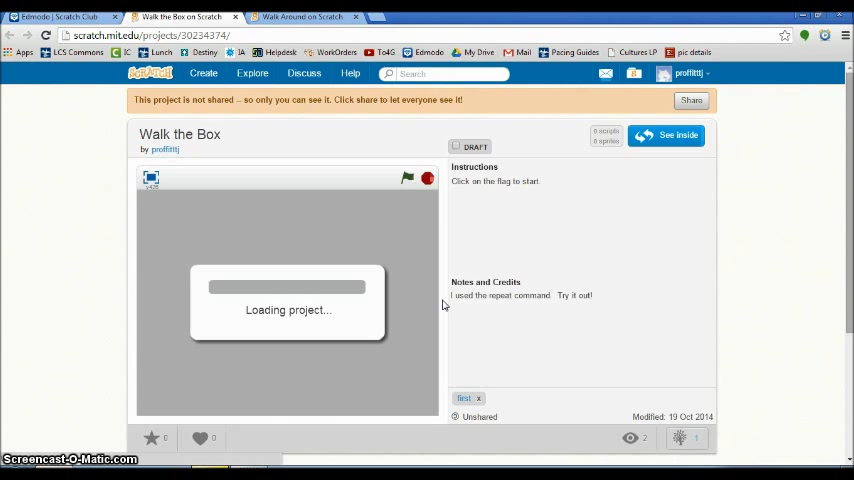 Edmodo | Scratch Club × Walk the Box on Scratch × Walk Around on Scratch ×
scratch.mit.edu/projects/30234374/
Apps LCS Commons IC Lunch Destiny IA Helpdesk WorkOrders To4G Edmodo My Drive Mail Pacing Guides Cultures LP pic details
SCRATCH Create Explore Discuss Help Search proffitttj
This project is not shared – so only you can see it. Click share to let everyone see it! Share
Walk the Box
by proffitttj
DRAFT
0 scripts
0 sprites
See inside
v426
Instructions
Click on the flag to start.
Loading project...
Notes and Credits
I used the repeat command. Try it out!
first x
Unshared Modified: 19 Oct 2014
0 0 2 1
Screencast-O-Matic.com